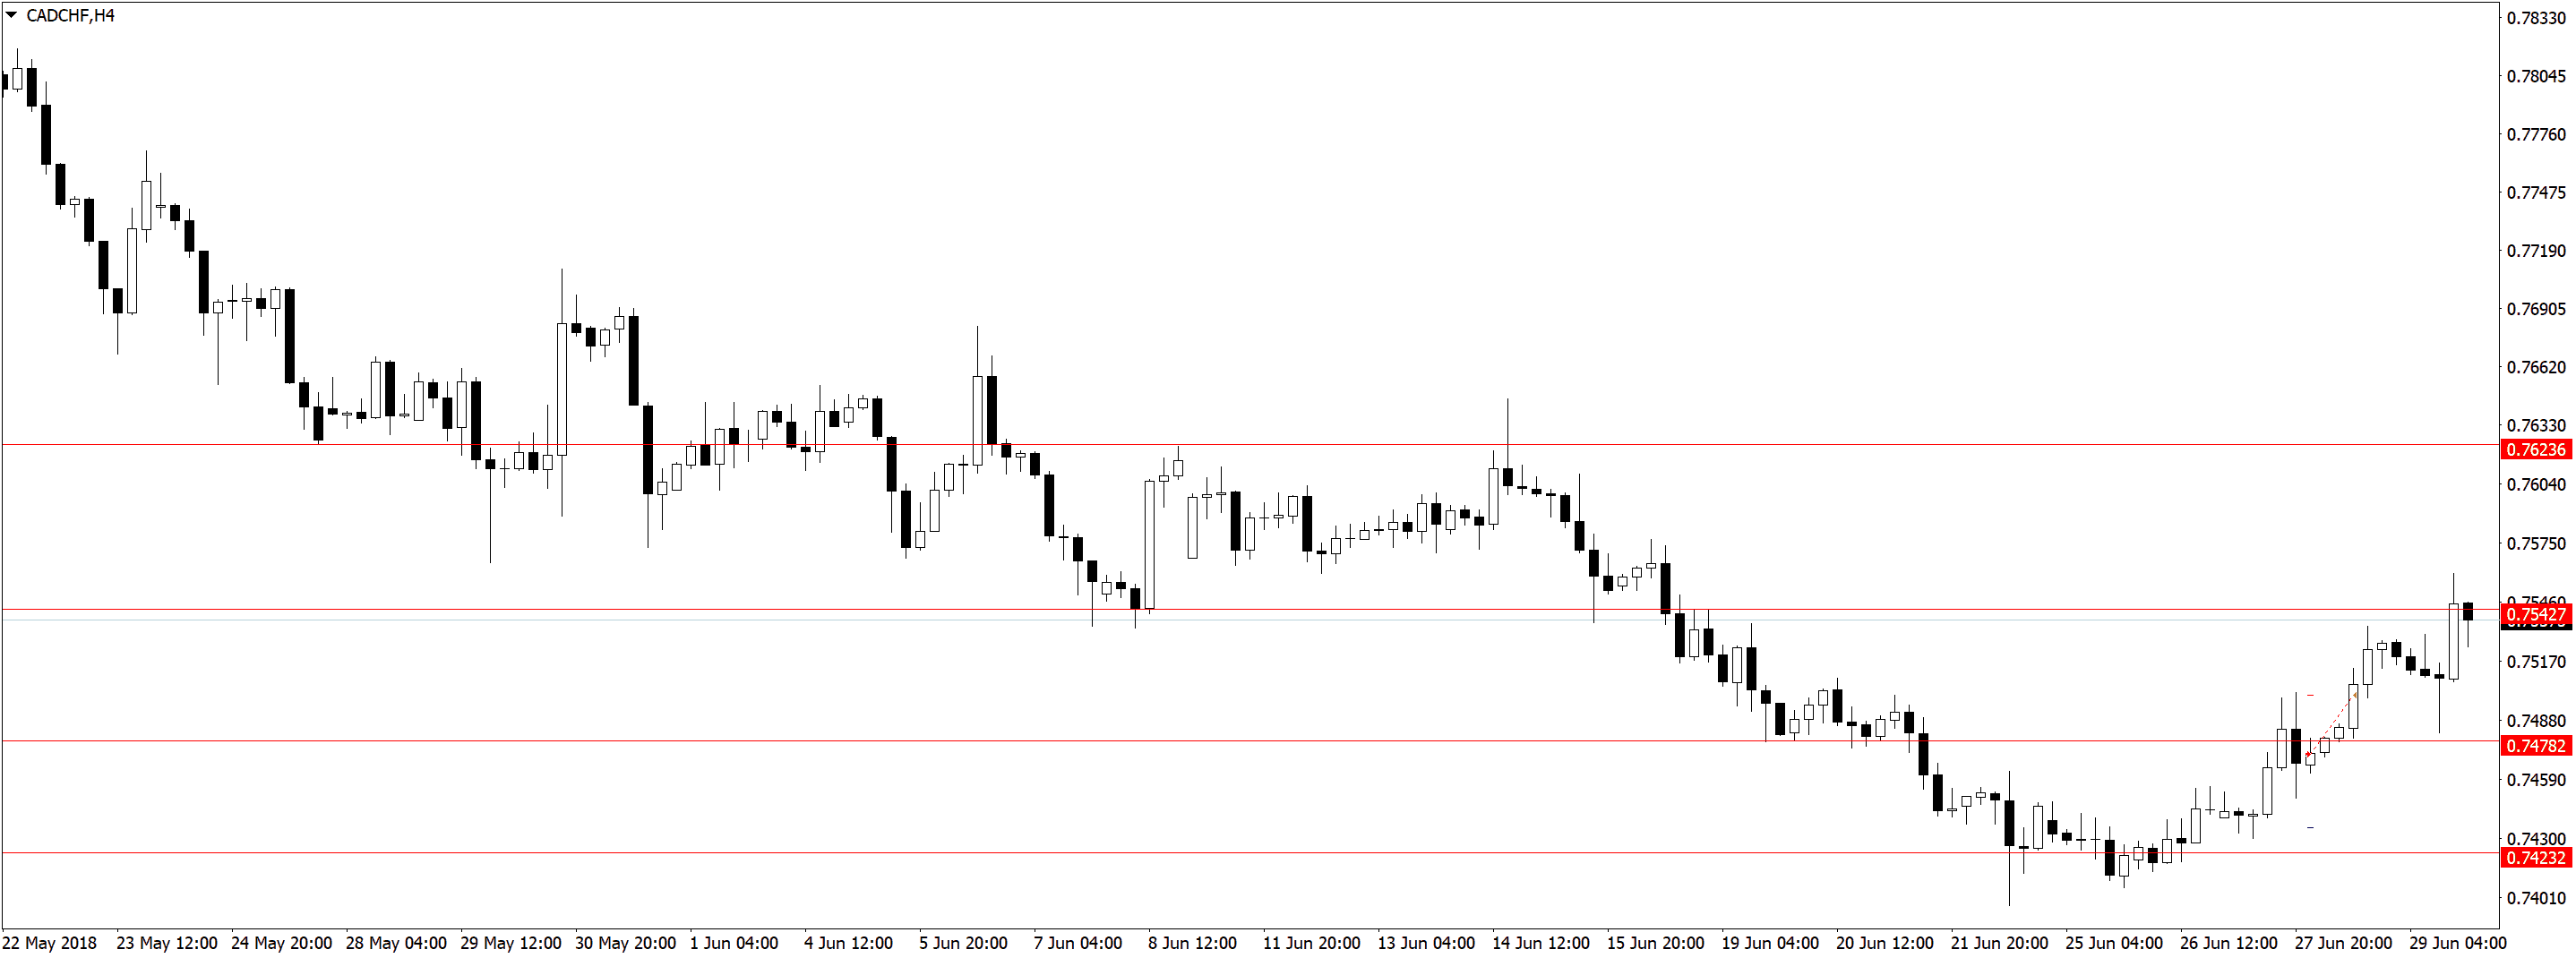 CADCHF,H4
0.78330
0.78045
0.77760
0.77475
0.77190
0.76905
0.76620
0.76330
0.76236
0.76040
0.75750
0.75460
0.75427
0.75170
0.74880
0.74782
0.74590
0.74300
0.74232
0.74010
22 May 2018
23 May 12:00
24 May 20:00
28 May 04:00
29 May 12:00
30 May 20:00
1 Jun 04:00
4 Jun 12:00
5 Jun 20:00
7 Jun 04:00
8 Jun 12:00
11 Jun 20:00
13 Jun 04:00
14 Jun 12:00
15 Jun 20:00
19 Jun 04:00
20 Jun 12:00
21 Jun 20:00
25 Jun 04:00
26 Jun 12:00
27 Jun 20:00
29 Jun 04:00